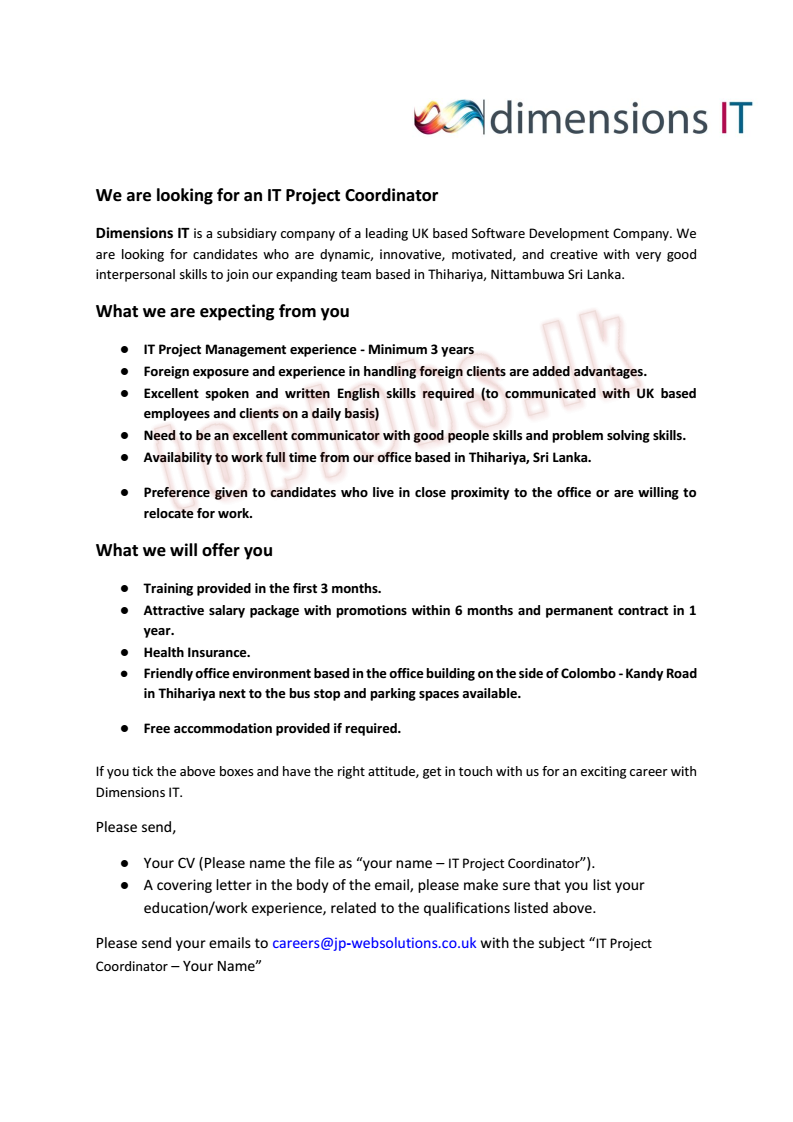 dimensions IT
We are looking for an IT Project Coordinator
Dimensions IT is a subsidiary company of a leading UK based Software Development Company. We
are looking for candidates who are dynamic, innovative, motivated, and creative with very good
interpersonal skills to join our expanding team based in Thihariya, Nittambuwa Sri Lanka.
What we are expecting from you
● IT Project Management experience - Minimum 3 years
● Foreign exposure and experience in handling foreign clients are added advantages.
● Excellent spoken and written English skills required (to communicated with UK based
employees and clients on a daily basis)
● Need to be an excellent communicator with good people skills and problem solving skills.
● Availability to work full time from our office based in Thihariya, Sri Lanka.
● Preference given to candidates who live in close proximity to the office or are willing to
relocate for work.
topjobs.lk
What we will offer you
● Training provided in the first 3 months.
● Attractive salary package with promotions within 6 months and permanent contract in 1
year.
● Health Insurance.
● Friendly office environment based in the office building on the side of Colombo - Kandy Road
in Thihariya next to the bus stop and parking spaces available.
● Free accommodation provided if required.
If you tick the above boxes and have the right attitude, get in touch with us for an exciting career with
Dimensions IT.
Please send,
● Your CV (Please name the file as “your name – IT Project Coordinator”).
● A covering letter in the body of the email, please make sure that you list your
education/work experience, related to the qualifications listed above.
Please send your emails to careers@jp-websolutions.co.uk with the subject “IT Project
Coordinator – Your Name”